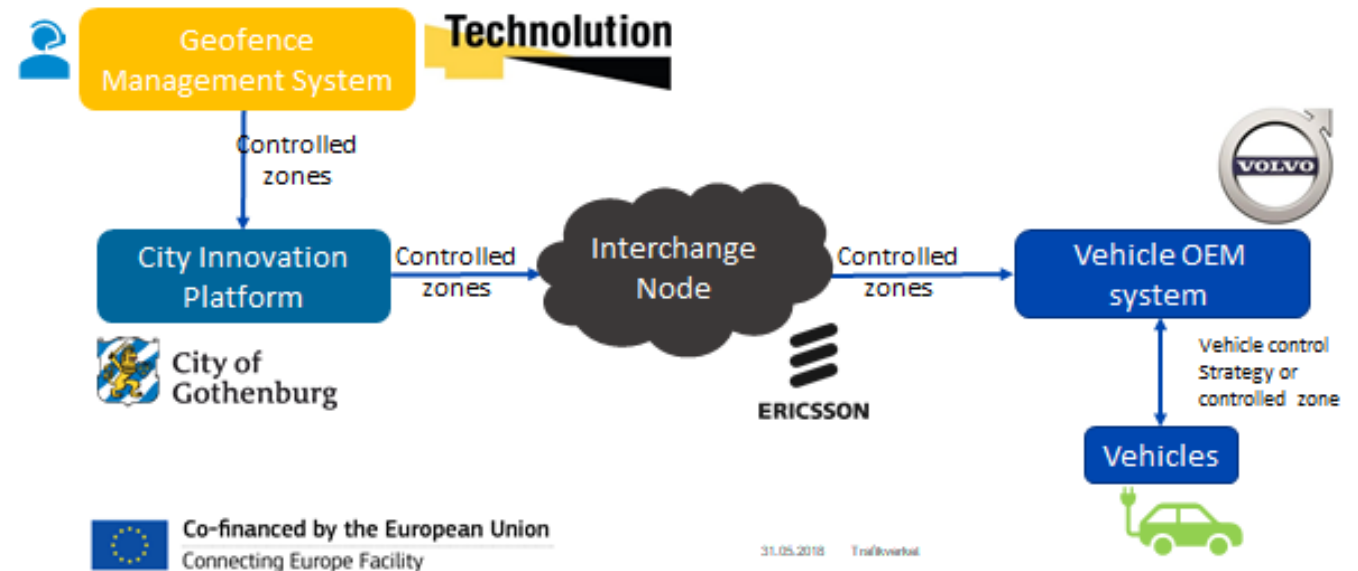 Geofence
Management System
Technolution
Controlled
zones
VOLVO
City Innovation
Platform
Controlled
zones
Interchange
Node
Controlled
zones
Vehicle OEM
system
City of
Gothenburg
ERICSSON
Vehicle control
Strategy or
controlled zone
Vehicles
Co-financed by the European Union
Connecting Europe Facility
31.05.2018 Trafikverket